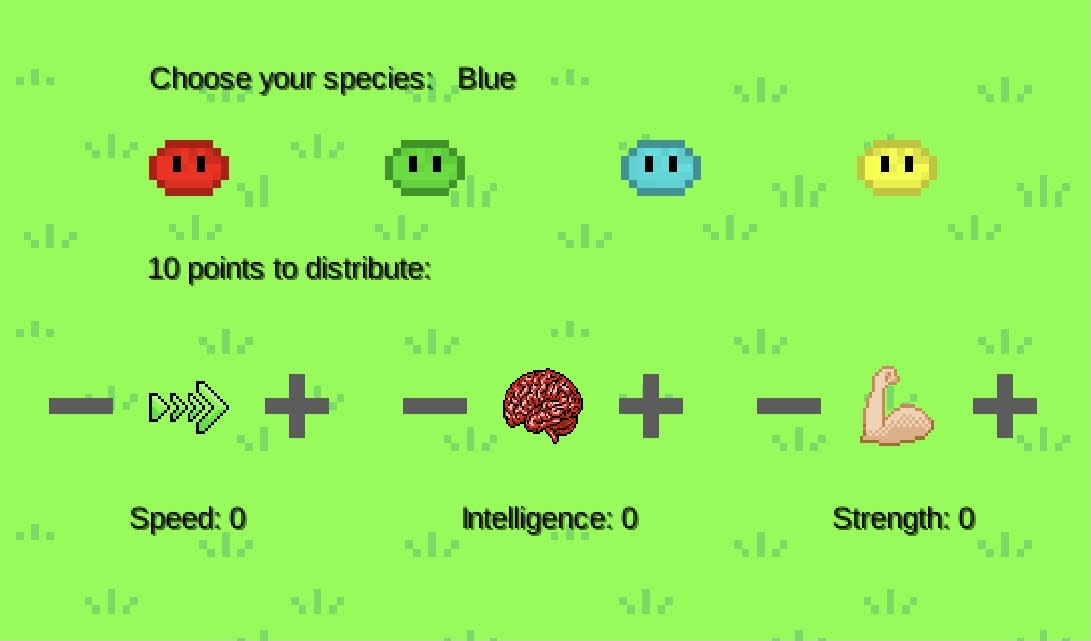 Choose your species: Blue
10 points to distribute:
Speed: 0 Intelligence: 0 Strength: 0